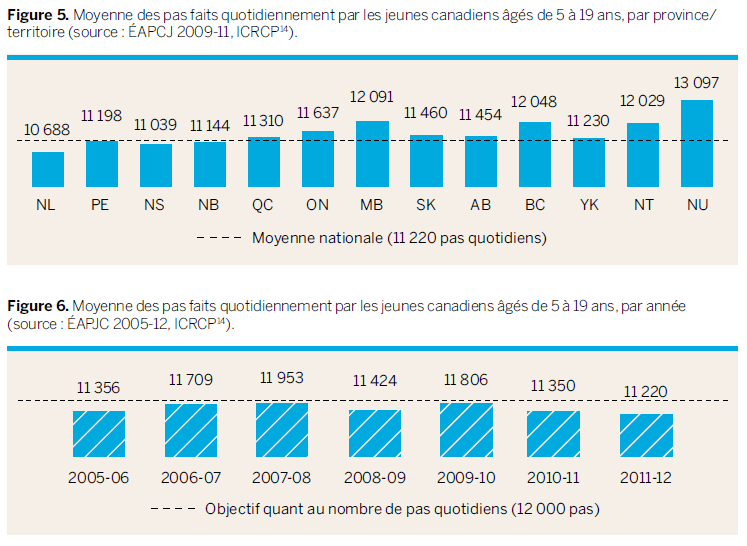 Figure 5. Moyenne des pas faits quotidiennement par les jeunes canadiens âgés de 5 à 19 ans, par province/
territoire (source : ÉAPCJ 2009-11, ICRCP¹⁴).
10 688 11 198 11 039 11 144 11 310 11 637 12 091 11 460 11 454 12 048 11 230 12 029 13 097
NL PE NS NB QC ON MB SK AB BC YK NT NU
Moyenne nationale (11 220 pas quotidiens)
Figure 6. Moyenne des pas faits quotidiennement par les jeunes canadiens âgés de 5 à 19 ans, par année
(source : ÉAPJC 2005-12, ICRCP¹⁴).
11 356 11 709 11 953 11 424 11 806 11 350 11 220
2005-06 2006-07 2007-08 2008-09 2009-10 2010-11 2011-12
Objectif quant au nombre de pas quotidiens (12 000 pas)